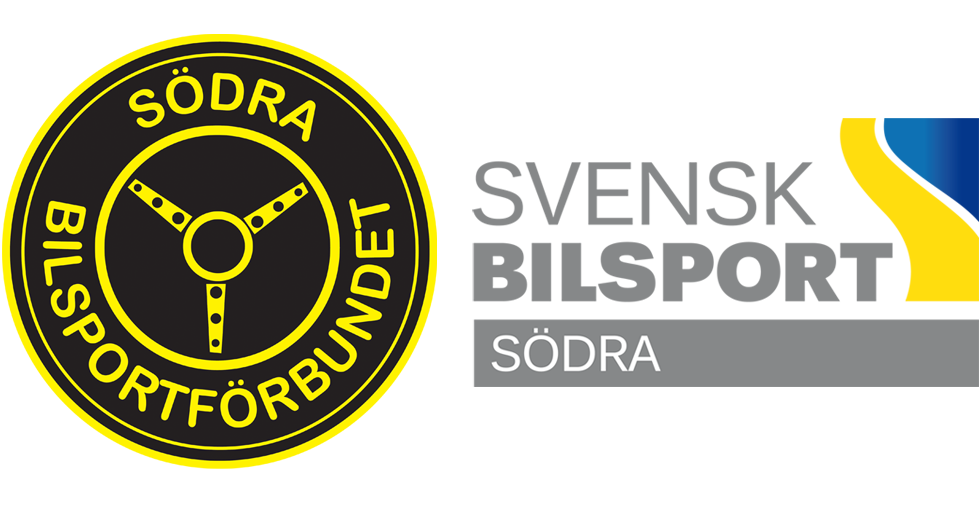 SÖDRA
BILSPORTFÖRBUNDET
SVENSK
BILSPORT
SÖDRA